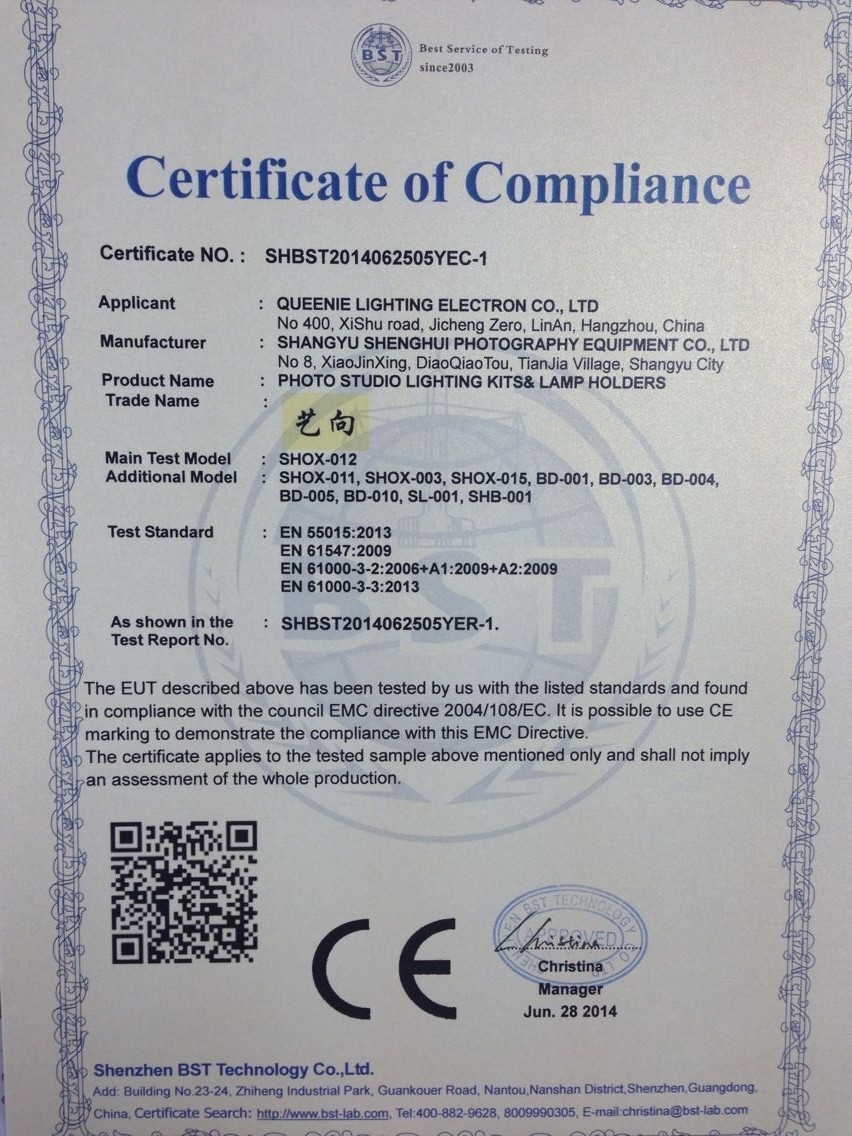 BST
Best Service of Testing
since2003
Certificate of Compliance
Certificate NO. : SHBST2014062505YEC-1
Applicant : QUEENIE LIGHTING ELECTRON CO., LTD
No 400, XiShu road, Jicheng Zero, LinAn, Hangzhou, China
Manufacturer : SHANGYU SHENGHUI PHOTOGRAPHY EQUIPMENT CO., LTD
No 8, XiaoJinXing, DiaoQiaoTou, TianJia Village, Shangyu City
Product Name : PHOTO STUDIO LIGHTING KITS& LAMP HOLDERS
Trade Name :
艺向
Main Test Model : SHOX-012
Additional Model : SHOX-011, SHOX-003, SHOX-015, BD-001, BD-003, BD-004,
BD-005, BD-010, SL-001, SHB-001
Test Standard : EN 55015:2013
EN 61547:2009
EN 61000-3-2:2006+A1:2009+A2:2009
EN 61000-3-3:2013
As shown in the : SHBST2014062505YER-1.
Test Report No.
BST
The EUT described above has been tested by us with the listed standards and found
in compliance with the council EMC directive 2004/108/EC. It is possible to use CE
marking to demonstrate the compliance with this EMC Directive.
The certificate applies to the tested sample above mentioned only and shall not imply
an assessment of the whole production.
CE
BST TECHNOLOGY
APPROVED
Christina
Christina
Manager
Jun. 28 2014
Shenzhen BST Technology Co.,Ltd.
Add: Building No.23-24, Zhiheng Industrial Park, Guankouer Road, Nantou,Nanshan District,Shenzhen,Guangdong,
China, Certificate Search: http://www.bst-lab.com, Tel:400-882-9628, 8009990305, E-mail:christina@bst-lab.com